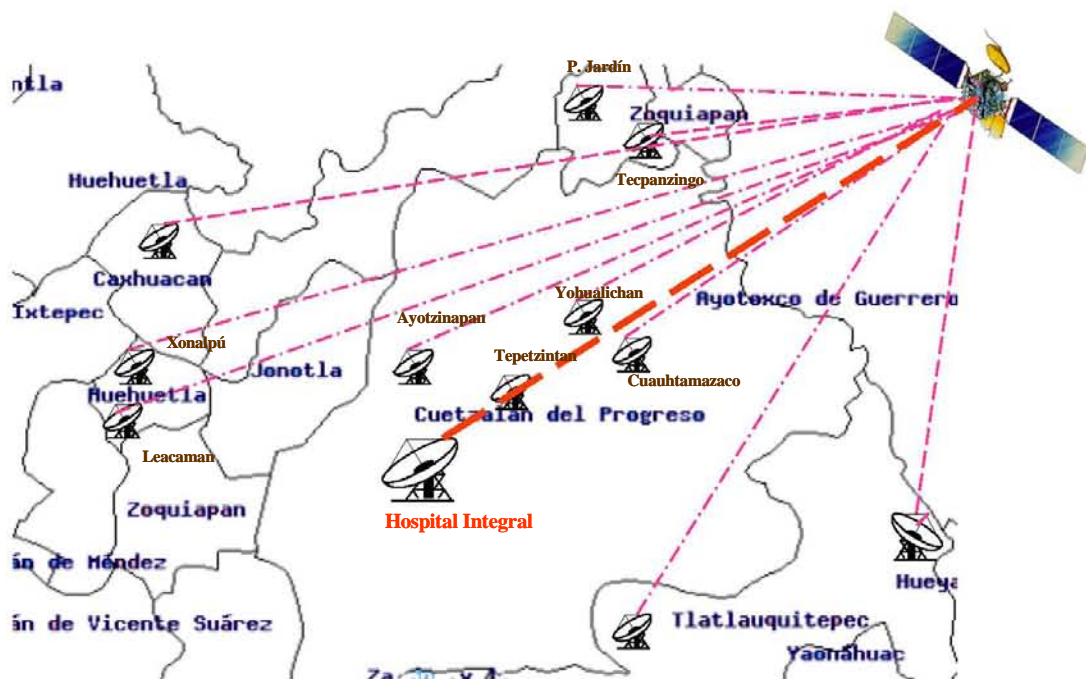 P. Jardín
ntla
Zoquiapan
Tecpanzingo
Huehuetla
Caxhuacan
Yohualichan
Ayotoxco de Guerrero
Ixtepec
Ayotzinapan
Xonalpú
Tepetzintan
Jonotla
Cuauhtamazaco
Huehuetla
Cuetzalan del Progreso
Leacaman
Zoquiapan
Hospital Integral
án de Méndez
Hueya
án de Vicente Suárez
Tlatlauquitepec
Yaonáhuac